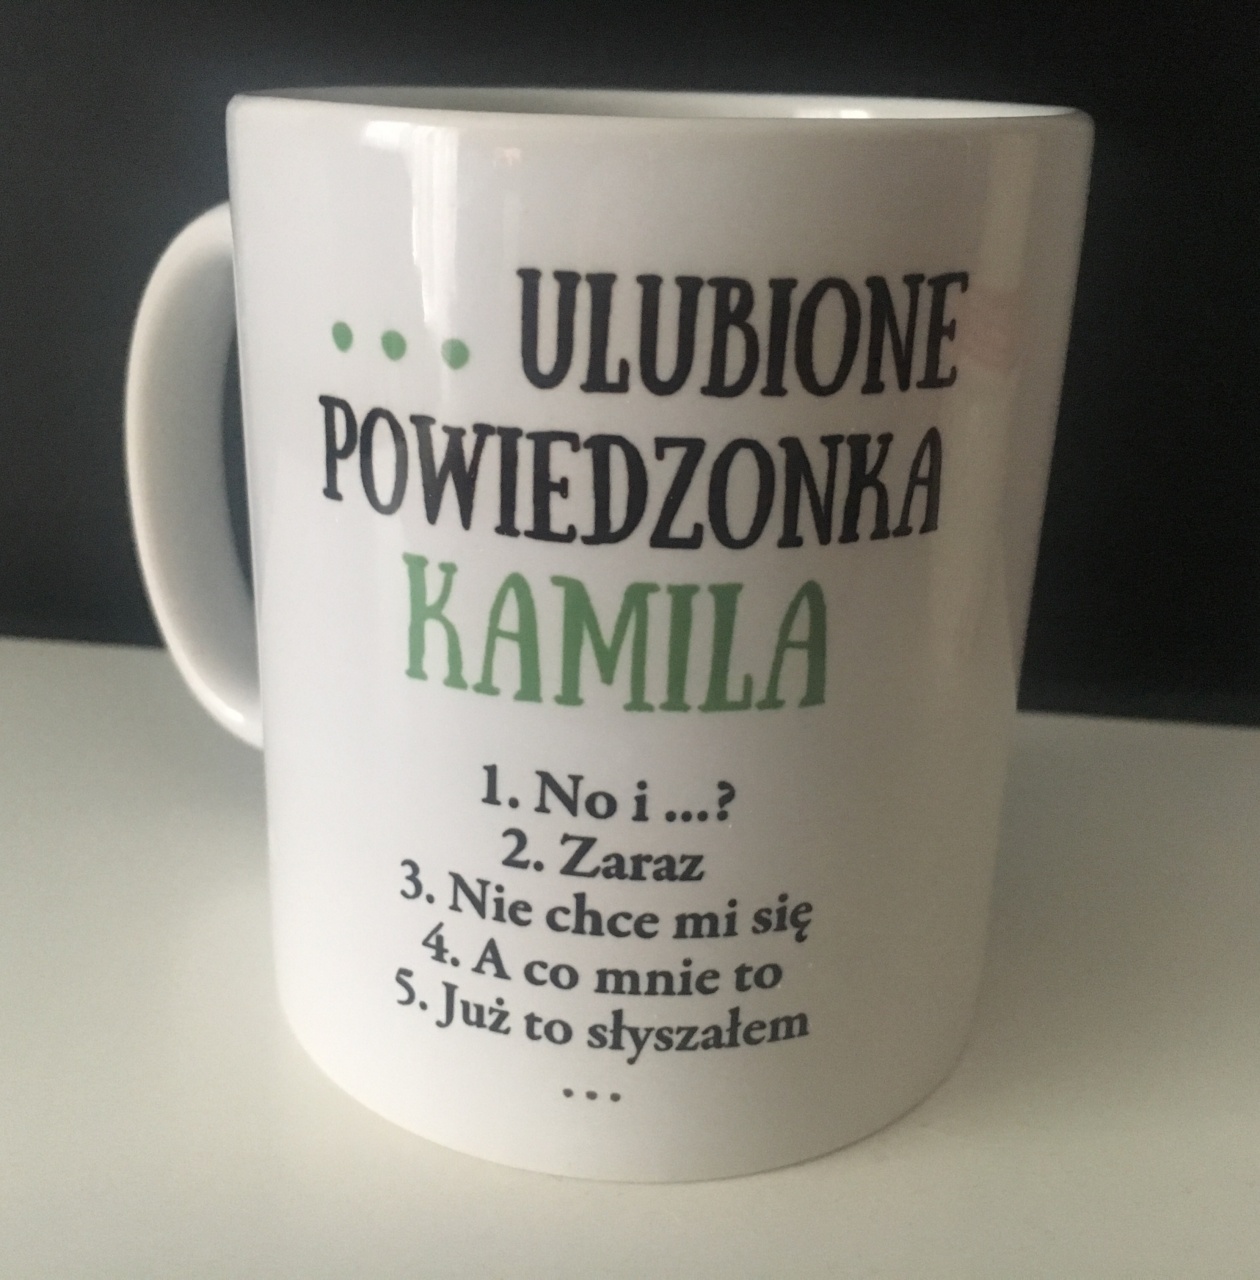 ... ULUBIONE
POWIEDZONKA
KAMILA
1. No i ...?
2. Zaraz
3. Nie chce mi się
4. A co mnie to
5. Już to słyszałem
...